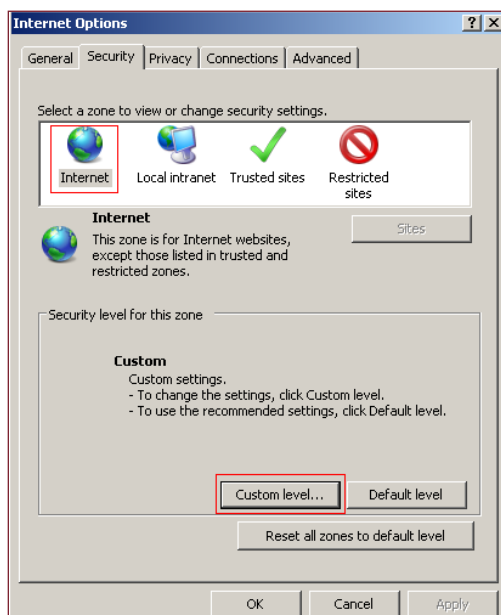 Internet Options
General Security Privacy Connections Advanced
Select a zone to view or change security settings.
Internet Local intranet Trusted sites Restricted
sites
Internet
Sites
This zone is for Internet websites,
except those listed in trusted and
restricted zones.
Security level for this zone
Custom
Custom settings.
- To change the settings, click Custom level.
- To use the recommended settings, click Default level.
Custom level... Default level
Reset all zones to default level
OK Cancel Apply